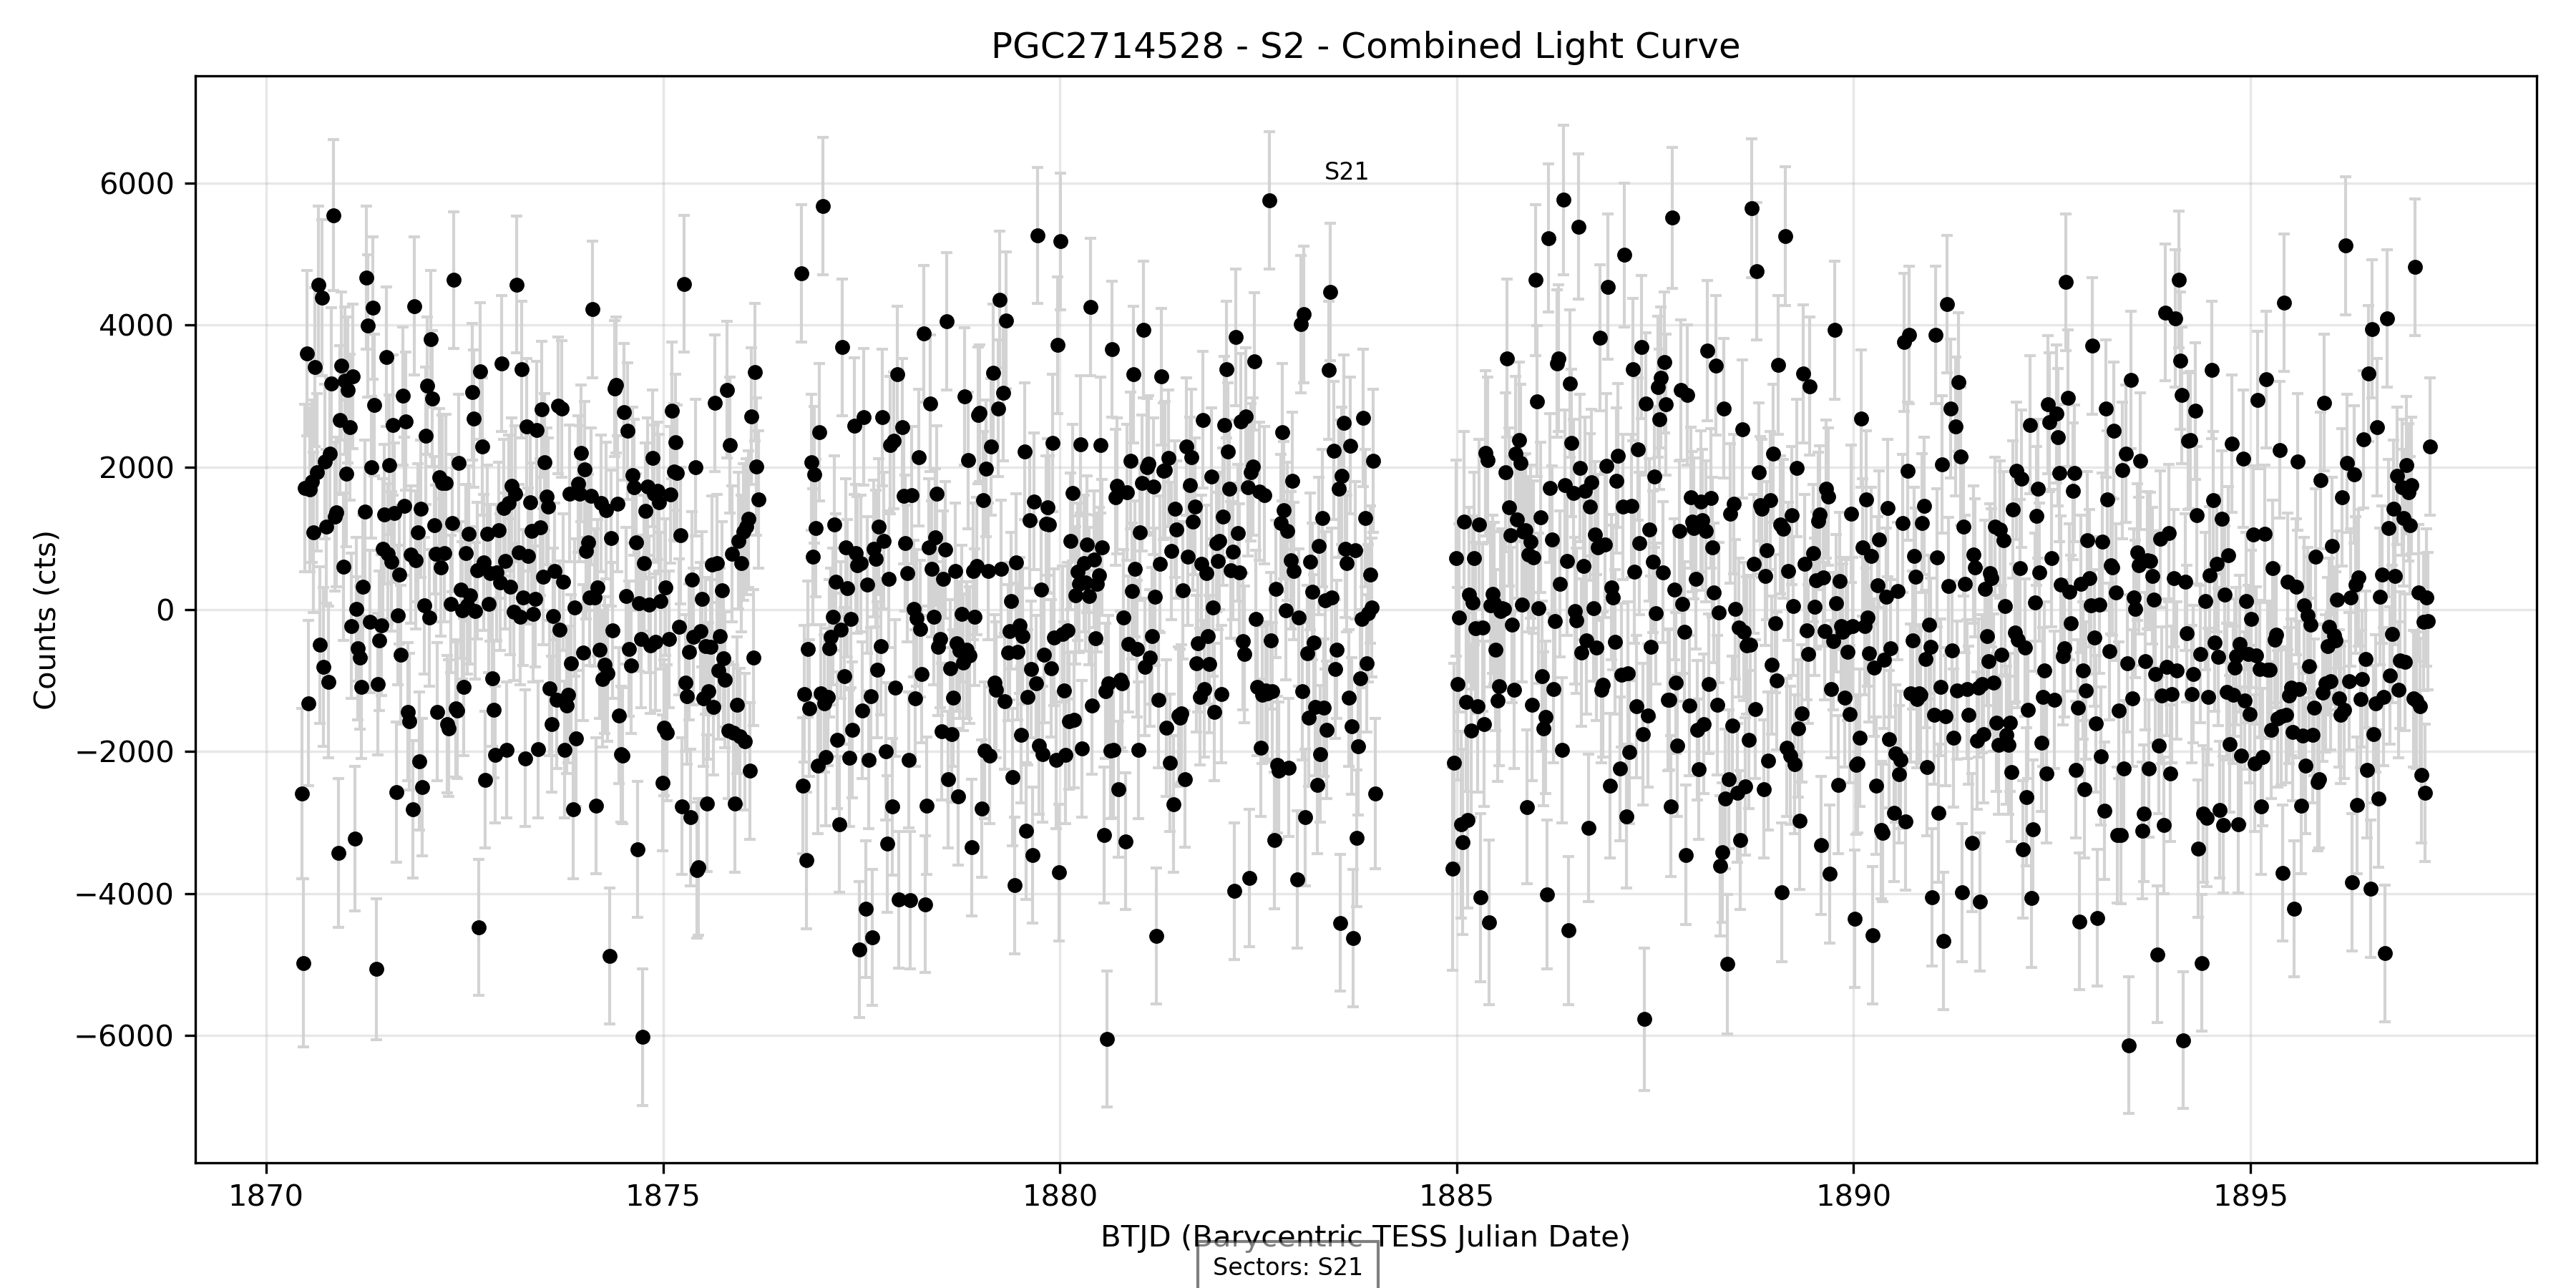 PGC2714528 - S2 - Combined Light Curve
S21
6000
4000
2000
0
−2000
−4000
−6000
Counts (cts)
1870 1875 1880 1885 1890 1895
BTJD (Barycentric TESS Julian Date)
Sectors: S21